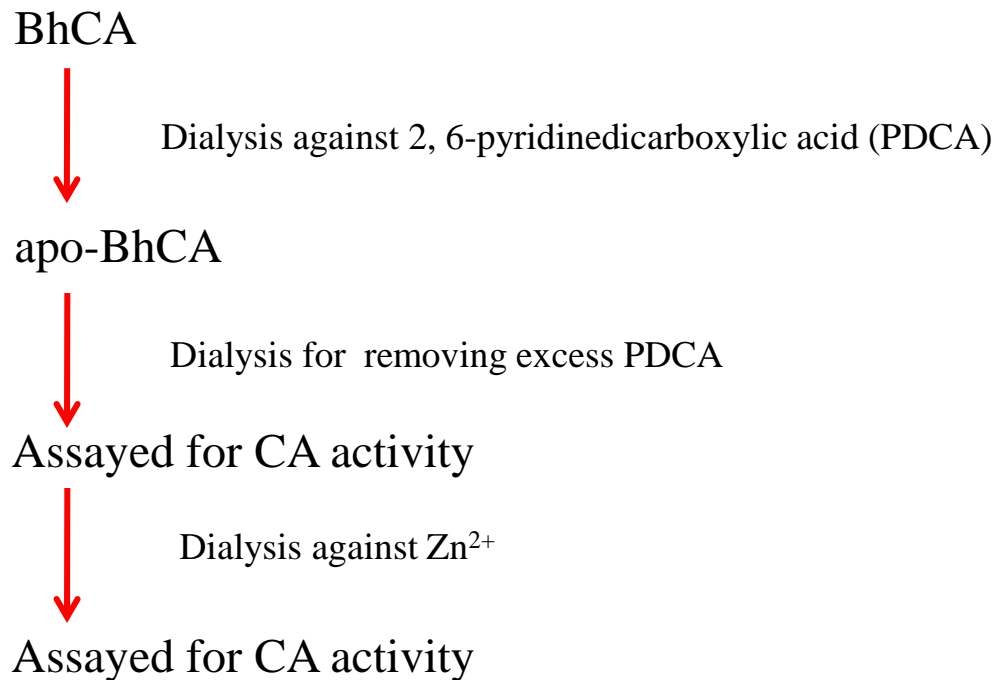 BhCA
Dialysis against 2, 6-pyridinedicarboxylic acid (PDCA)
apo-BhCA
Dialysis for  removing excess PDCA
Assayed for CA activity
Dialysis against Zn²⁺
Assayed for CA activity